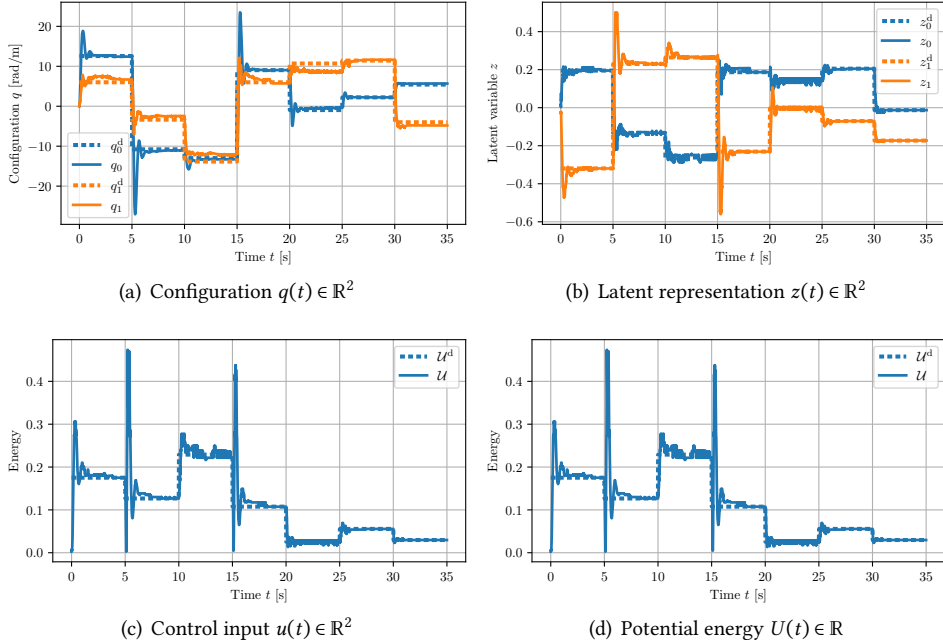 20
10
0
−10
−20
Configuration q [rad/m]
q₀ᵈ
q₀
q₁ᵈ
q₁
0 5 10 15 20 25 30 35
Time t [s]
(a) Configuration q(t) ∈ ℝ²
0.4
0.2
0.0
−0.2
−0.4
−0.6
Latent variable z
z₀ᵈ
z₀
z₁ᵈ
z₁
0 5 10 15 20 25 30 35
Time t [s]
(b) Latent representation z(t) ∈ ℝ²
0.4
0.3
0.2
0.1
0.0
Energy
𝒰ᵈ
𝒰
0 5 10 15 20 25 30 35
Time t [s]
(c) Control input u(t) ∈ ℝ²
0.4
0.3
0.2
0.1
0.0
Energy
𝒰ᵈ
𝒰
0 5 10 15 20 25 30 35
Time t [s]
(d) Potential energy U(t) ∈ ℝ